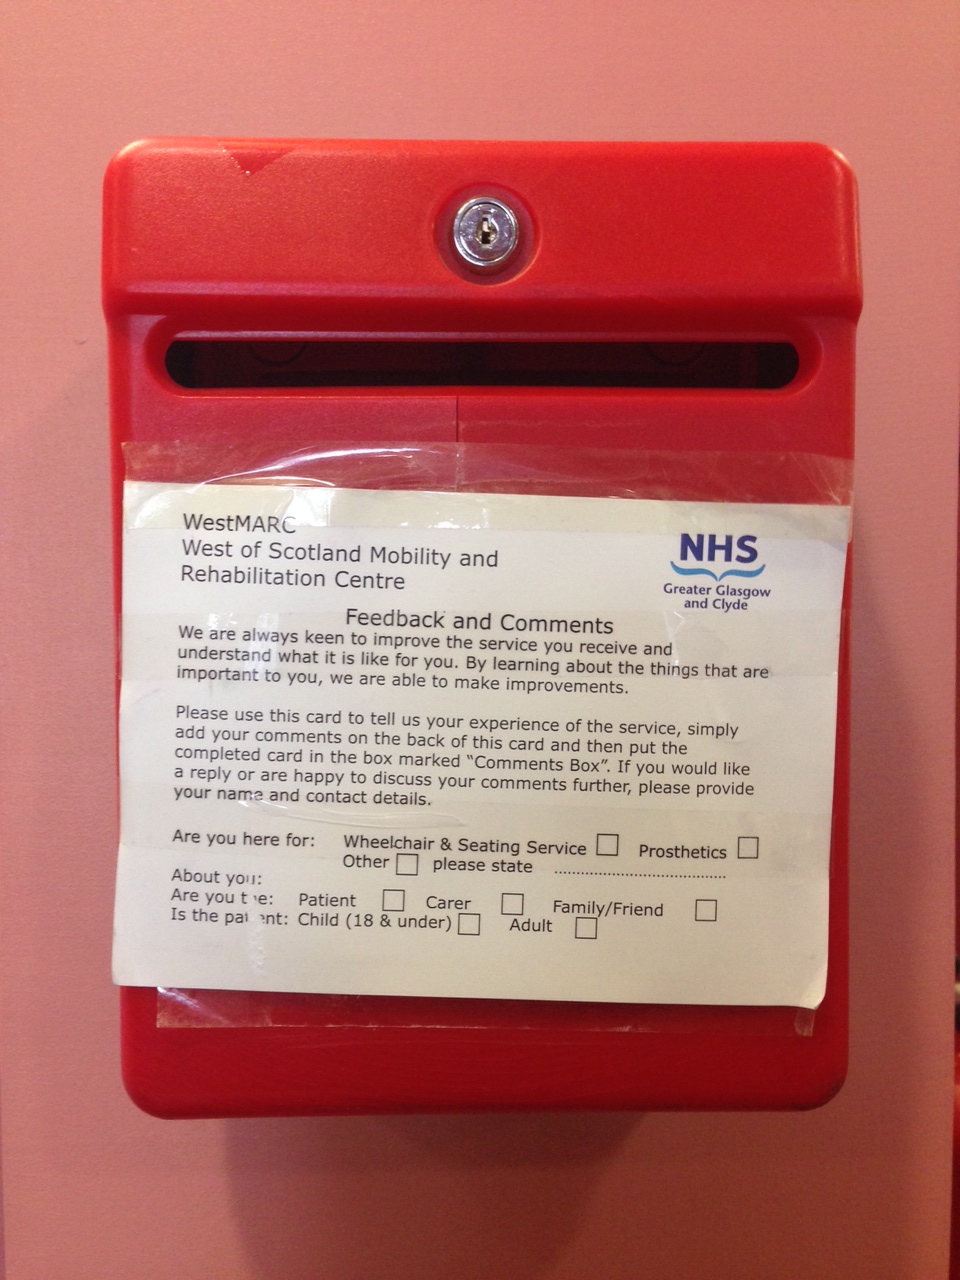 WestMARC
West of Scotland Mobility and
Rehabilitation Centre
NHS
Greater Glasgow
and Clyde
Feedback and Comments
We are always keen to improve the service you receive and
understand what it is like for you. By learning about the things that are
important to you, we are able to make improvements.
Please use this card to tell us your experience of the service, simply
add your comments on the back of this card and then put the
completed card in the box marked “Comments Box”. If you would like
a reply or are happy to discuss your comments further, please provide
your name and contact details.
Are you here for: Wheelchair & Seating Service □ Prosthetics □
Other □ please state ........................................
About you:
Are you the: Patient □ Carer □ Family/Friend □
Is the patient: Child (18 & under) □ Adult □